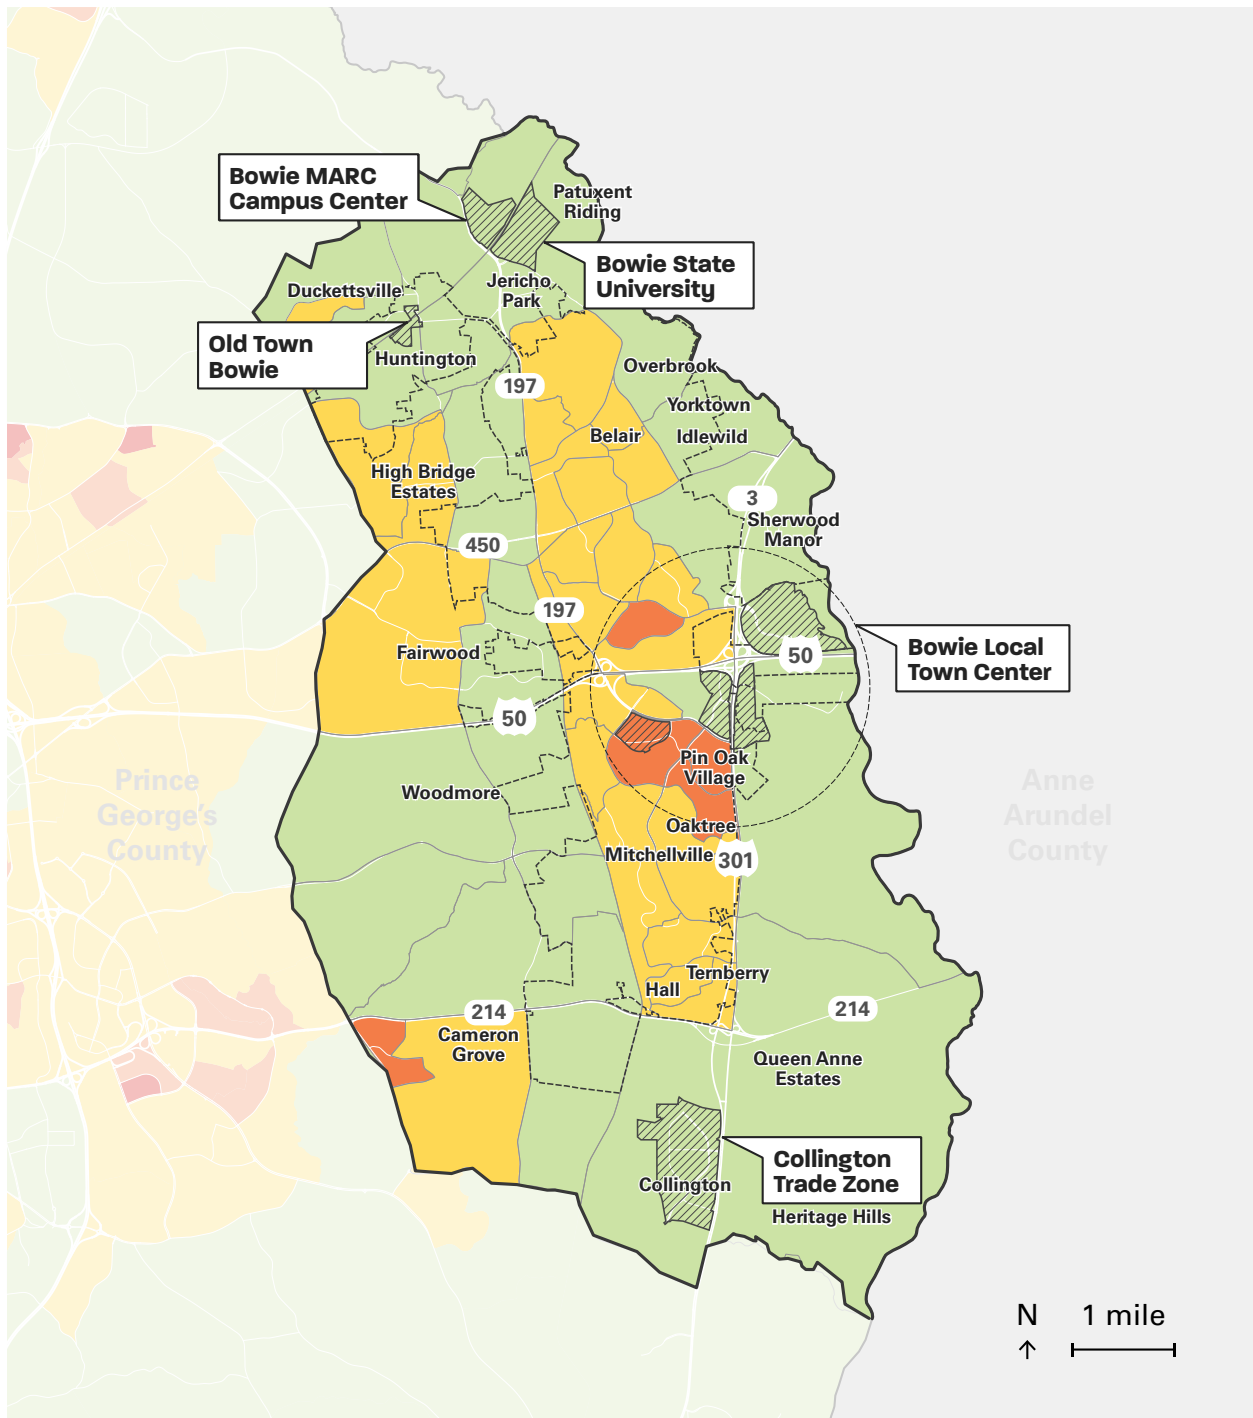 Bowie MARC
Campus Center
Patuxent
Riding
Bowie State
University
Duckettsville
Jericho
Park
Old Town
Bowie
Huntington
197
Overbrook
Yorktown
Belair
Idlewild
High Bridge
Estates
3
Sherwood
Manor
450
197
Fairwood
50
Bowie Local
Town Center
50
Pin Oak
Village
Prince
George's
County
Woodmore
Anne
Arundel
County
Oaktree
Mitchellville
301
Ternberry
Hall
214
214
Cameron
Grove
Queen Anne
Estates
Collington
Trade Zone
Collington
Heritage Hills
N
1 mile